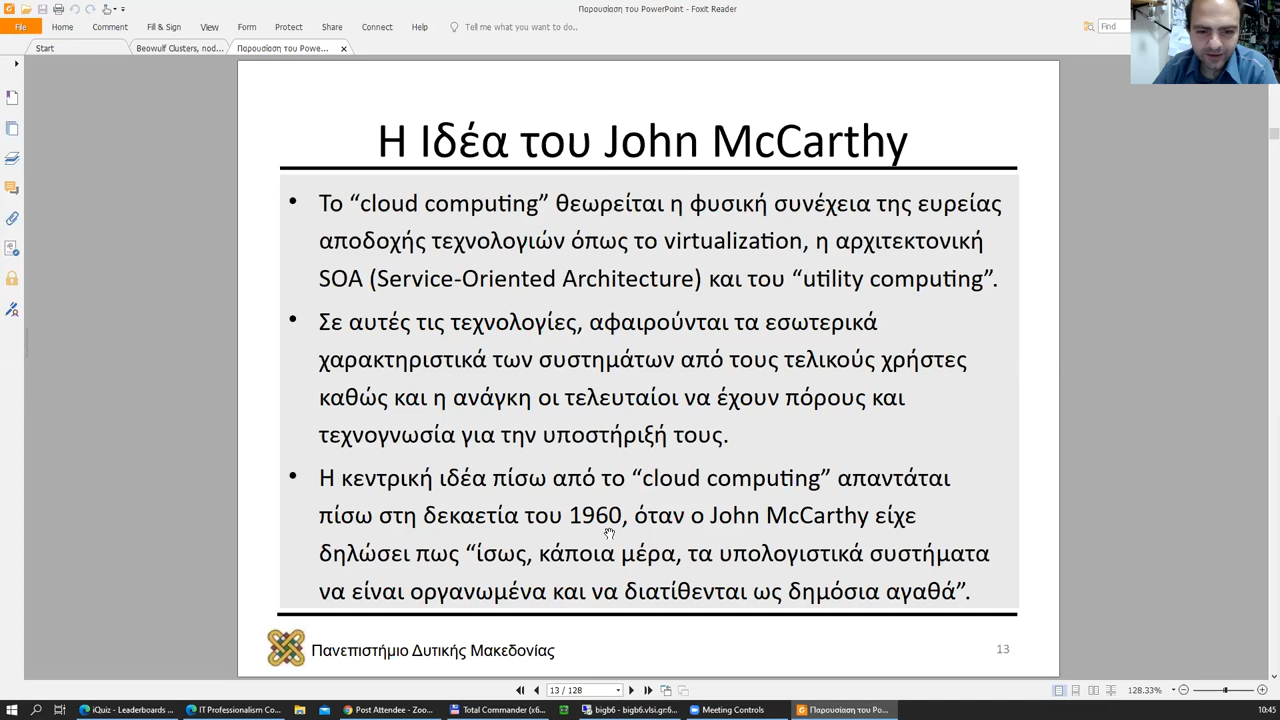 Παρουσίαση του PowerPoint - Foxit Reader
File Home Comment Fill & Sign View Form Protect Share Connect Help Tell me what you want to do.. Find
Start Beowulf Clusters, nod... Παρουσίαση του Powe...
Η Ιδέα του John McCarthy
• Το “cloud computing” θεωρείται η φυσική συνέχεια της ευρείας
αποδοχής τεχνολογιών όπως το virtualization, η αρχιτεκτονική
SOA (Service-Oriented Architecture) και του “utility computing”.
• Σε αυτές τις τεχνολογίες, αφαιρούνται τα εσωτερικά
χαρακτηριστικά των συστημάτων από τους τελικούς χρήστες
καθώς και η ανάγκη οι τελευταίοι να έχουν πόρους και
τεχνογνωσία για την υποστήριξή τους.
• Η κεντρική ιδέα πίσω από το “cloud computing” απαντάται
πίσω στη δεκαετία του 1960, όταν ο John McCarthy είχε
δηλώσει πως “ίσως, κάποια μέρα, τα υπολογιστικά συστήματα
να είναι οργανωμένα και να διατίθενται ως δημόσια αγαθά”.
Πανεπιστήμιο Δυτικής Μακεδονίας 13
13 / 128 128.33%
iQuiz - Leaderboards ... IT Professionalism Co... Post Attendee - Zoo... Total Commander (x6... bigb6 - bigb6.vlsi.gr:6... Meeting Controls Παρουσίαση του Po... 10:45